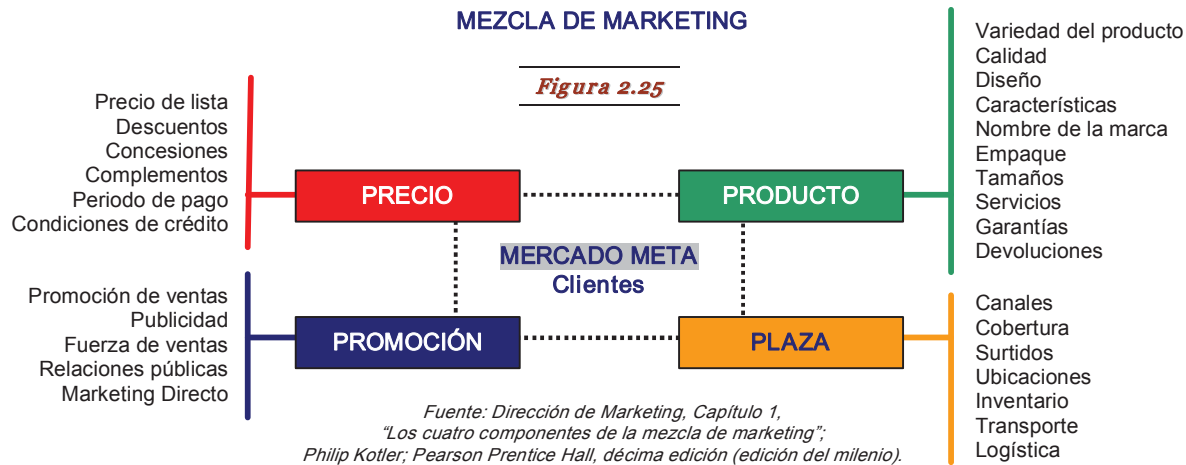 MEZCLA DE MARKETING
Figura 2.25
Precio de lista
Descuentos
Concesiones
Complementos
Periodo de pago
Condiciones de crédito
PRECIO
PRODUCTO
Variedad del producto
Calidad
Diseño
Características
Nombre de la marca
Empaque
Tamaños
Servicios
Garantías
Devoluciones
MERCADO META
Clientes
Promoción de ventas
Publicidad
Fuerza de ventas
Relaciones públicas
Marketing Directo
PROMOCIÓN
PLAZA
Canales
Cobertura
Surtidos
Ubicaciones
Inventario
Transporte
Logística
Fuente: Dirección de Marketing, Capítulo 1,
“Los cuatro componentes de la mezcla de marketing”;
Philip Kotler; Pearson Prentice Hall, décima edición (edición del milenio).